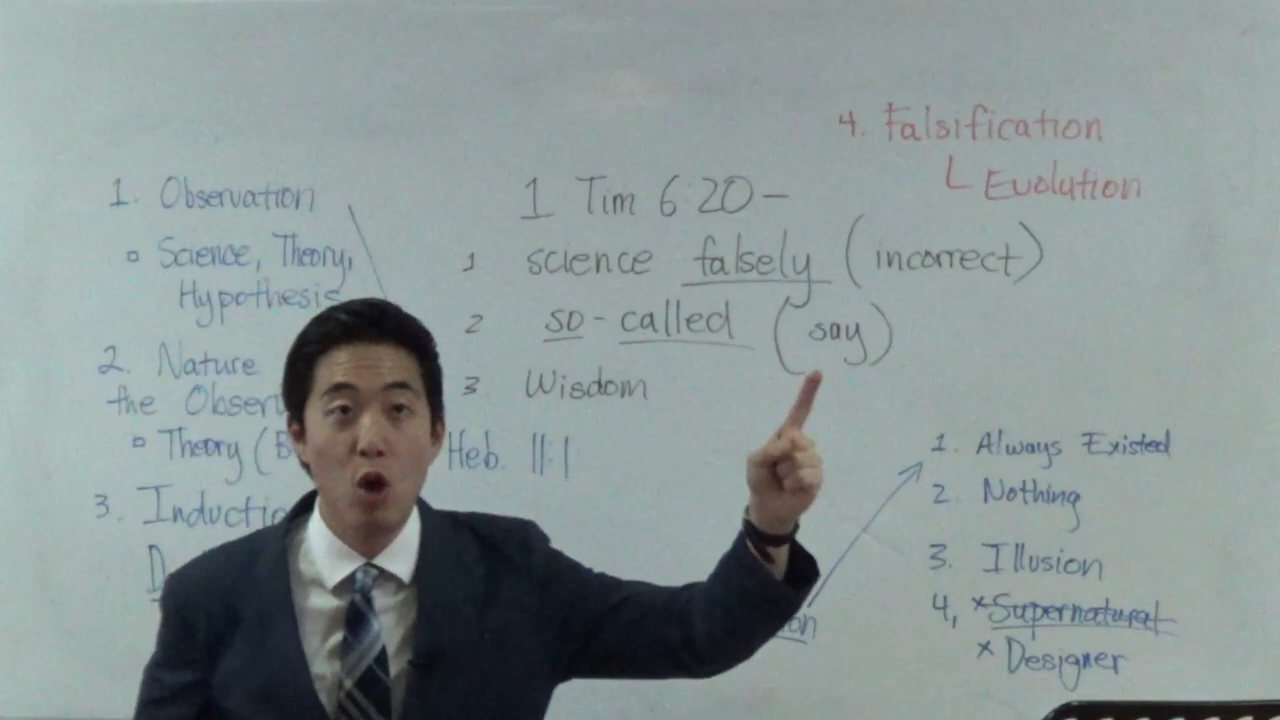 1. Observation
▫ Science, Theory,
Hypothesis
2. Nature
the Observ
▫ Theory (B
3. Inductio
D
1 Tim 6:20-
1 science falsely (incorrect)
2 so-called (say)
3 Wisdom
Heb. 11:1
4. Falsification
└ Evolution
1. Always Existed
2. Nothing
3. Illusion
4, × Supernatural
× Designer
on